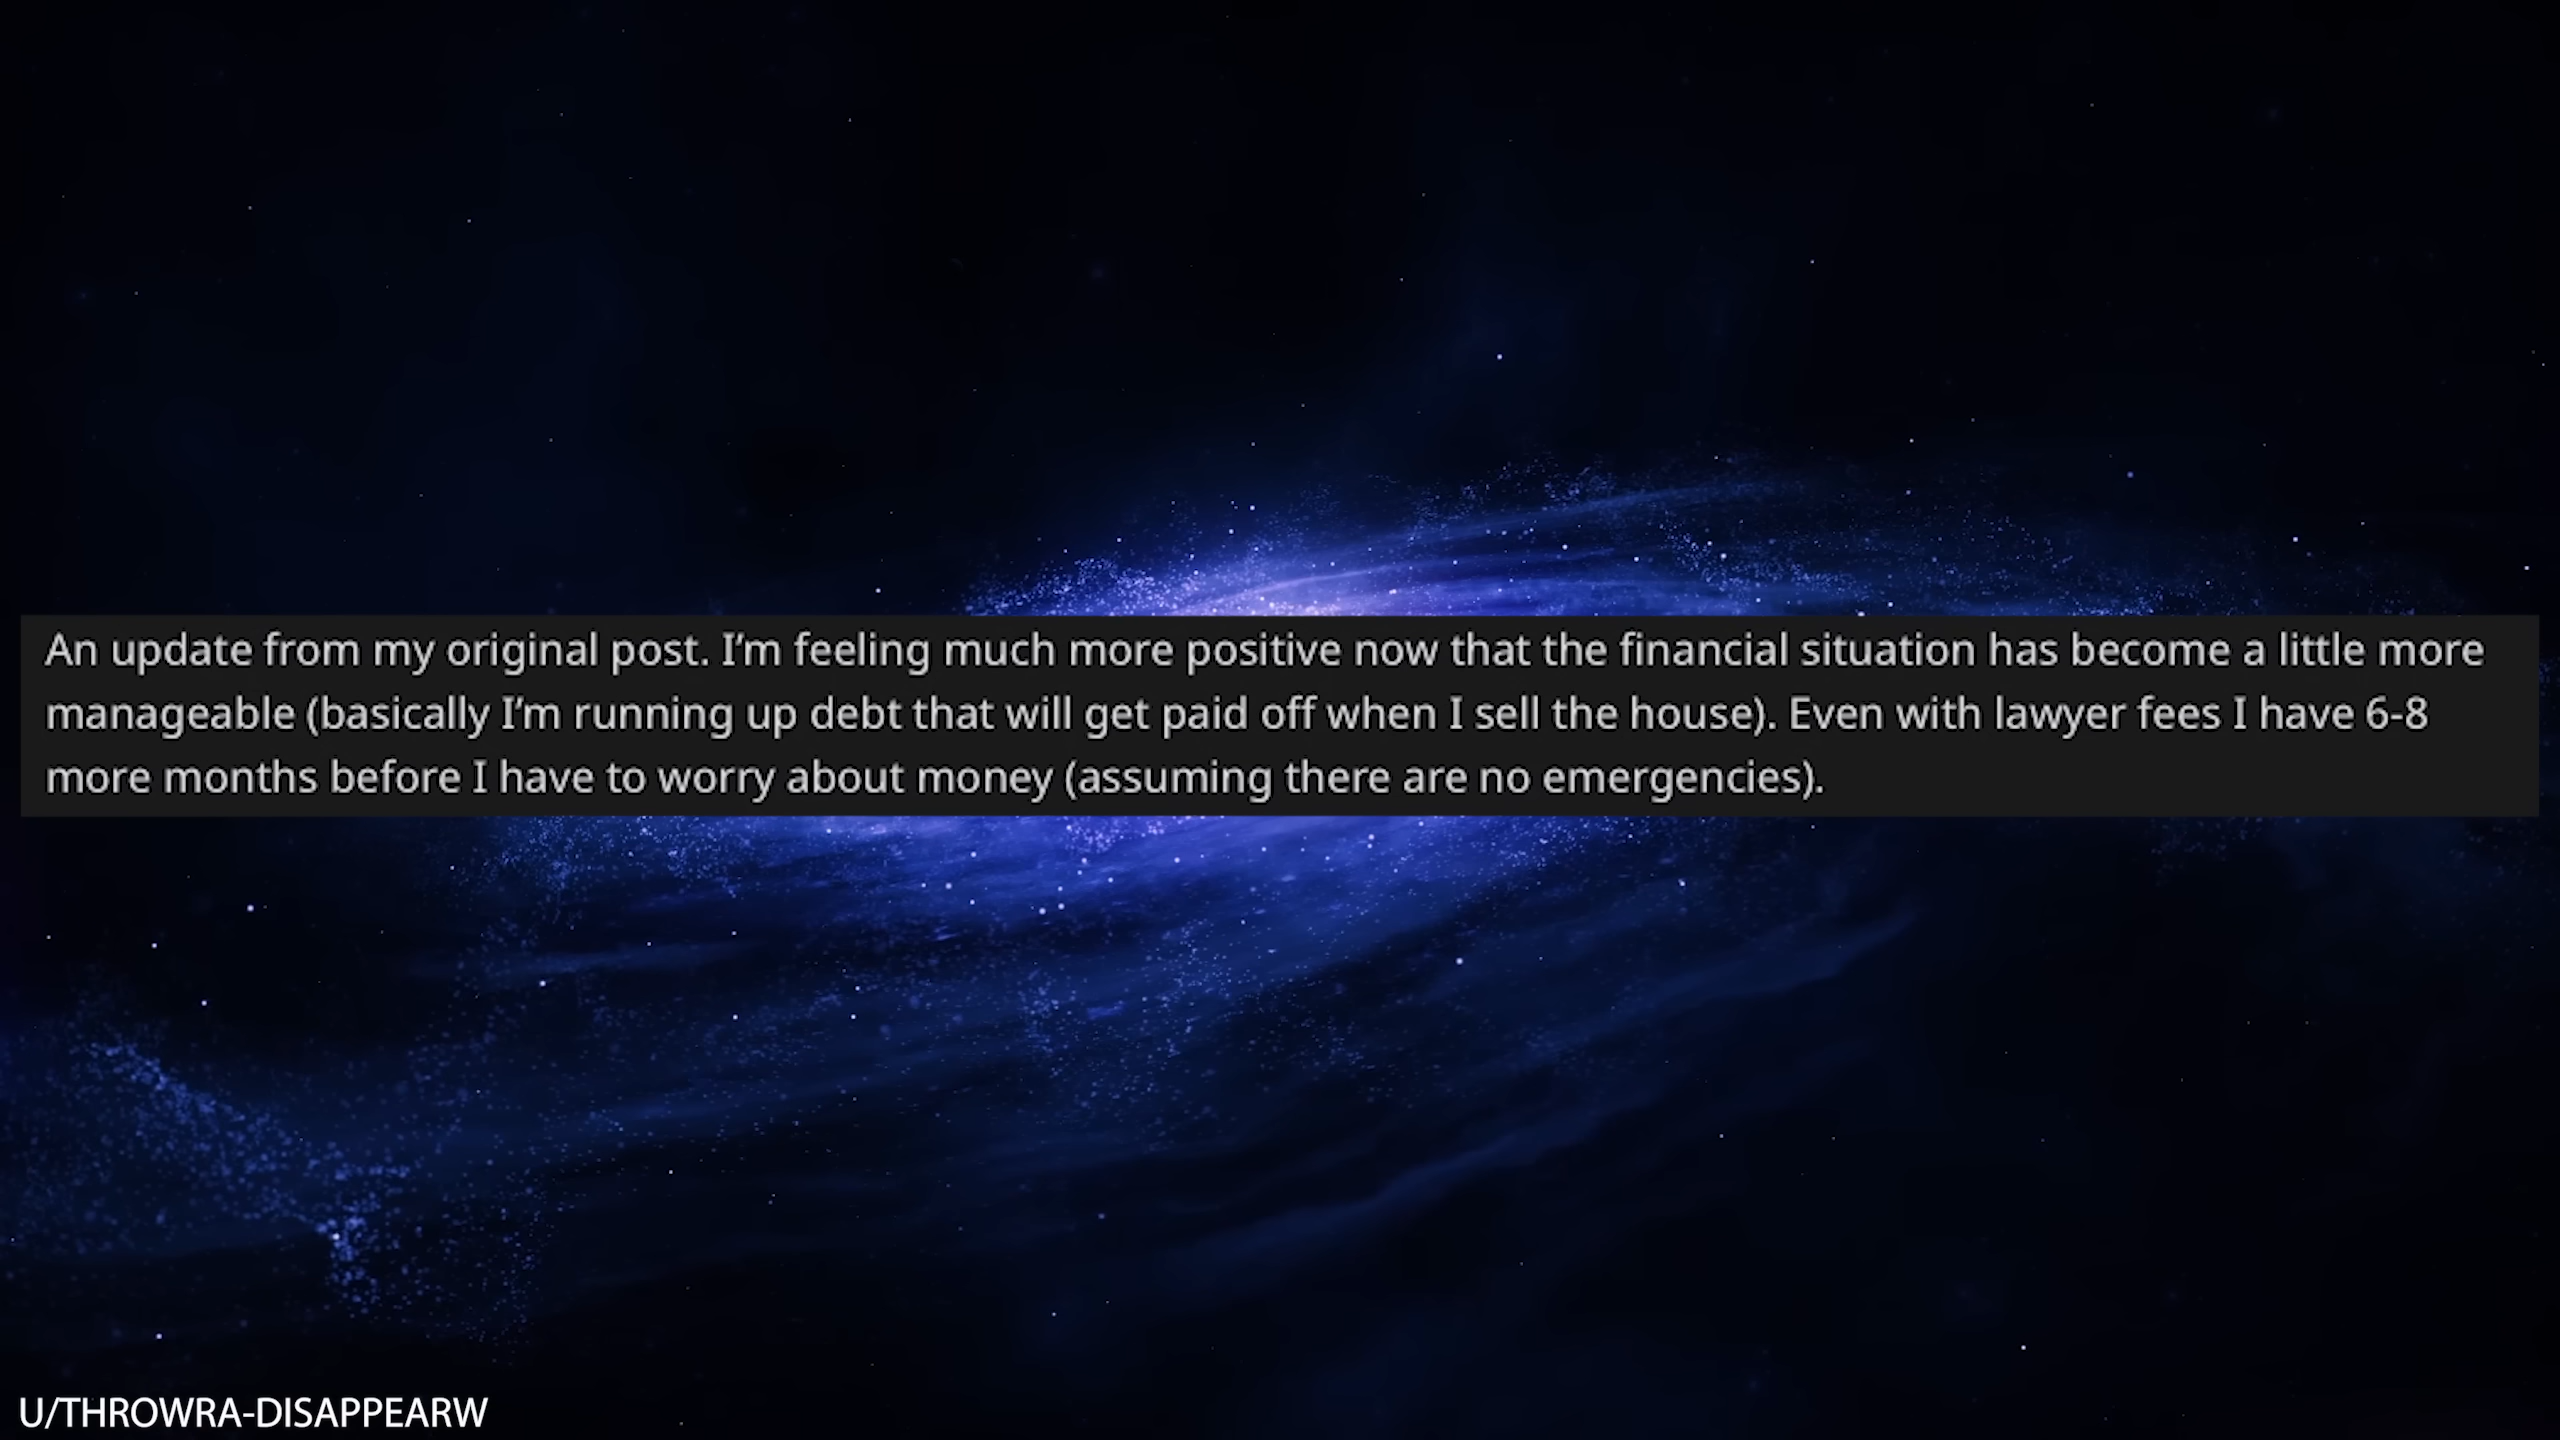 An update from my original post. I’m feeling much more positive now that the financial situation has become a little more
manageable (basically I’m running up debt that will get paid off when I sell the house). Even with lawyer fees I have 6-8
more months before I have to worry about money (assuming there are no emergencies).
U/THROWRA-DISAPPEARW